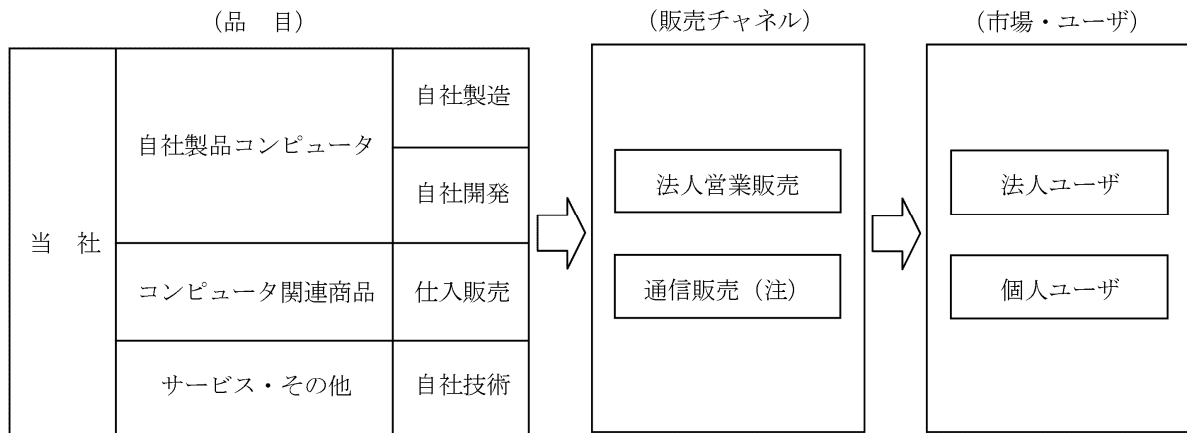 (品　目)
(販売チャネル)
(市場・ユーザ)
当　社
自社製品コンピュータ
自社製造
自社開発
コンピュータ関連商品
仕入販売
サービス・その他
自社技術
法人営業販売
通信販売（注）
法人ユーザ
個人ユーザ